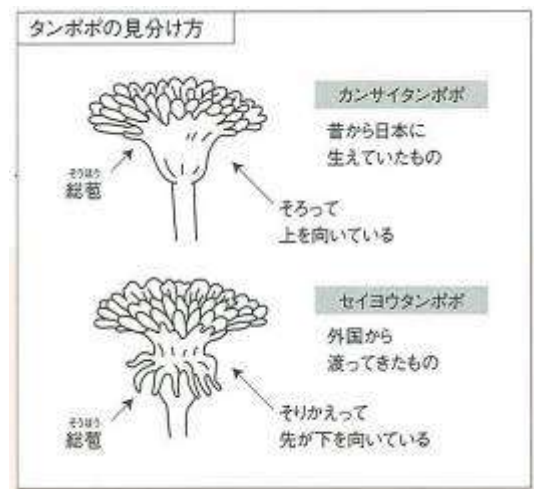 タンポポの見分け方
カンサイタンポポ
昔から日本に
生えていたもの
そうほう
総苞
そろって
上を向いている
セイヨウタンポポ
外国から
渡ってきたもの
そうほう
総苞
そりかえって
先が下を向いている